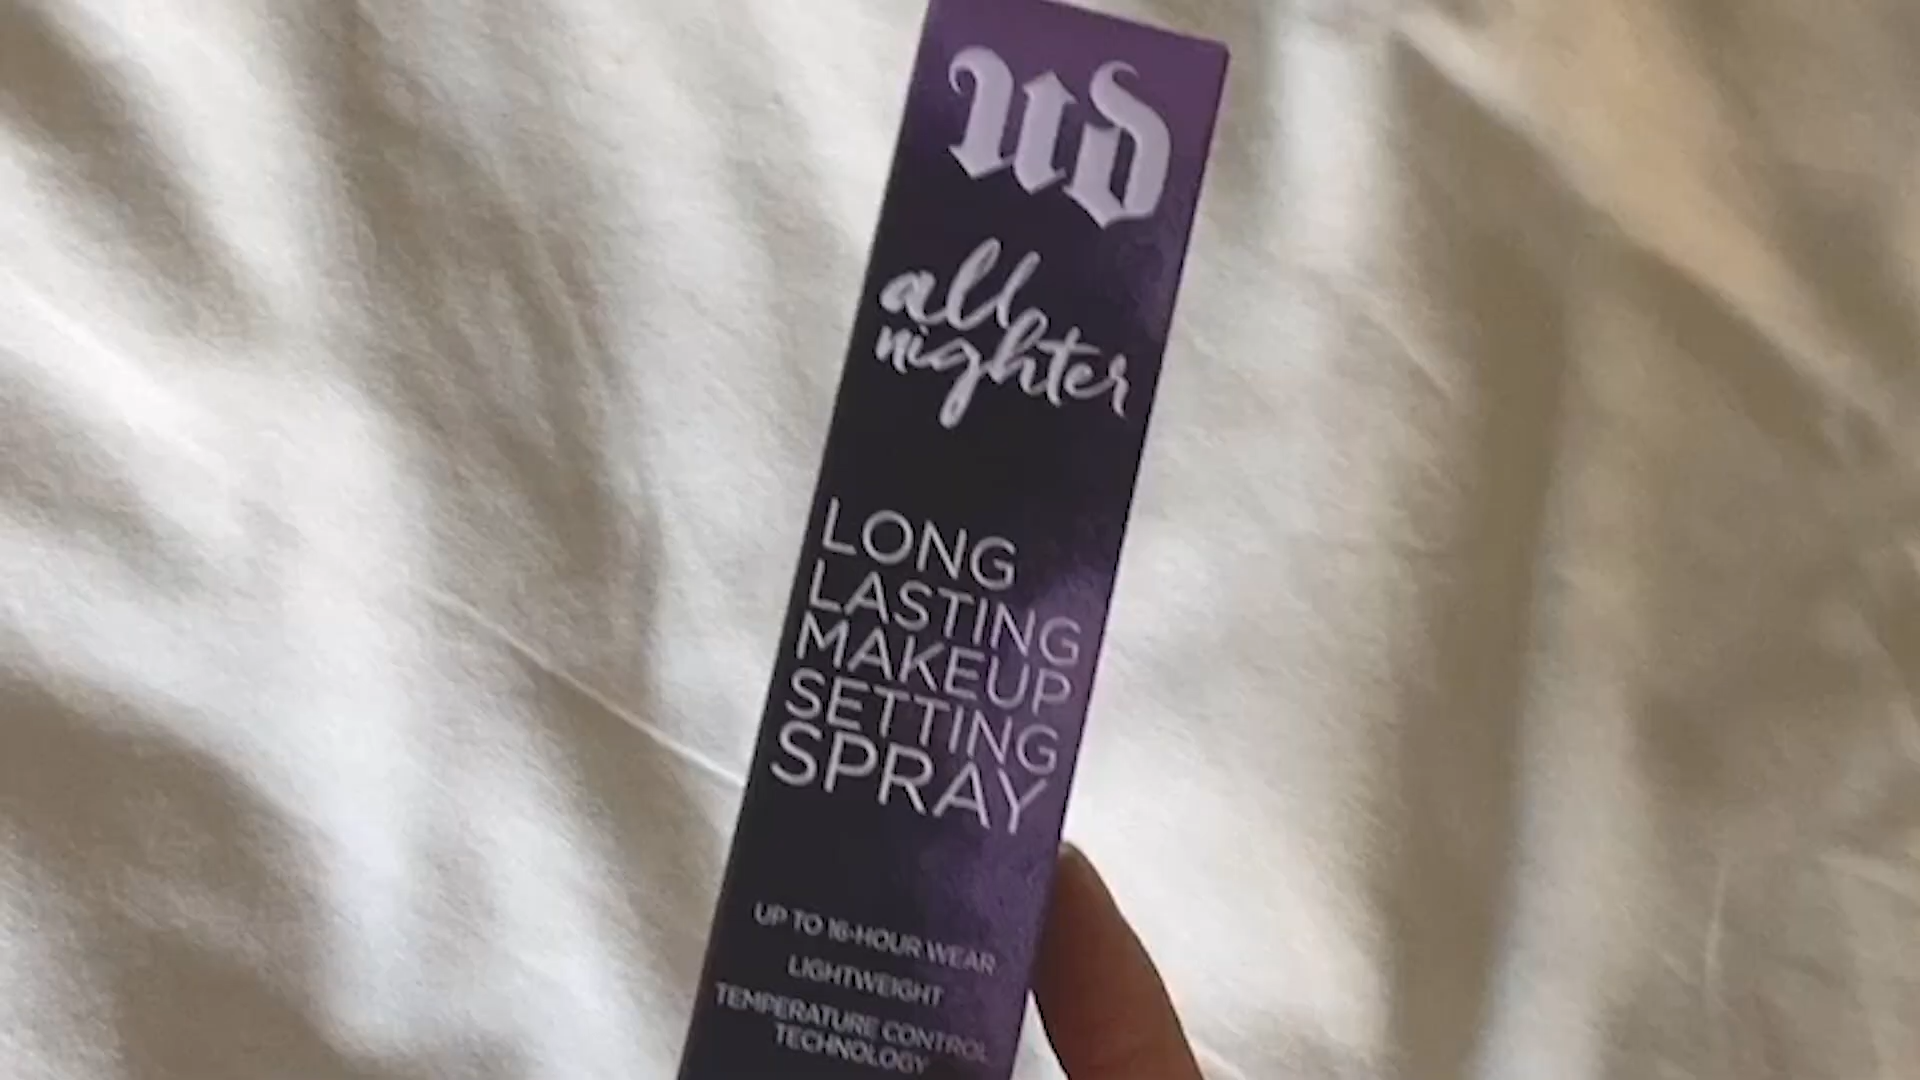 UD
all
nighter
LONG
LASTING
MAKEUP
SETTING
SPRAY
UP TO 16-HOUR WEAR
LIGHTWEIGHT
TEMPERATURE CONTROL
TECHNOLOGY